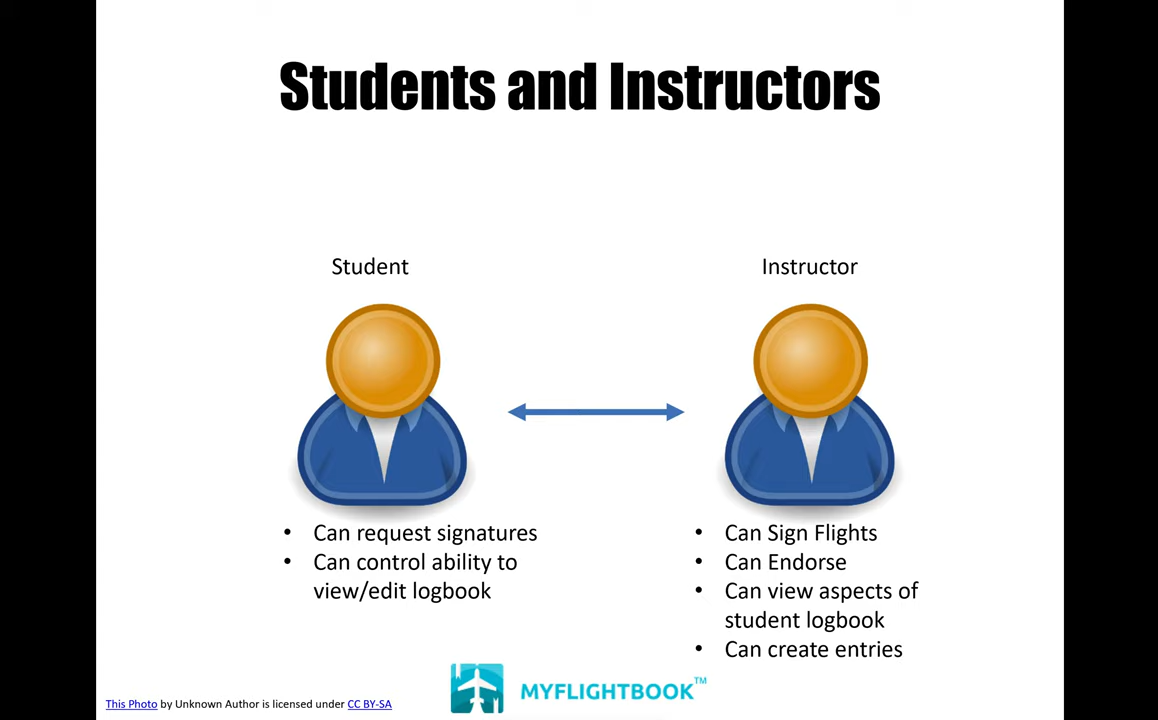 Students and Instructors
Student
Instructor
• Can request signatures
• Can control ability to
view/edit logbook
• Can Sign Flights
• Can Endorse
• Can view aspects of
student logbook
• Can create entries
MYFLIGHTBOOK™
This Photo by Unknown Author is licensed under CC BY-SA